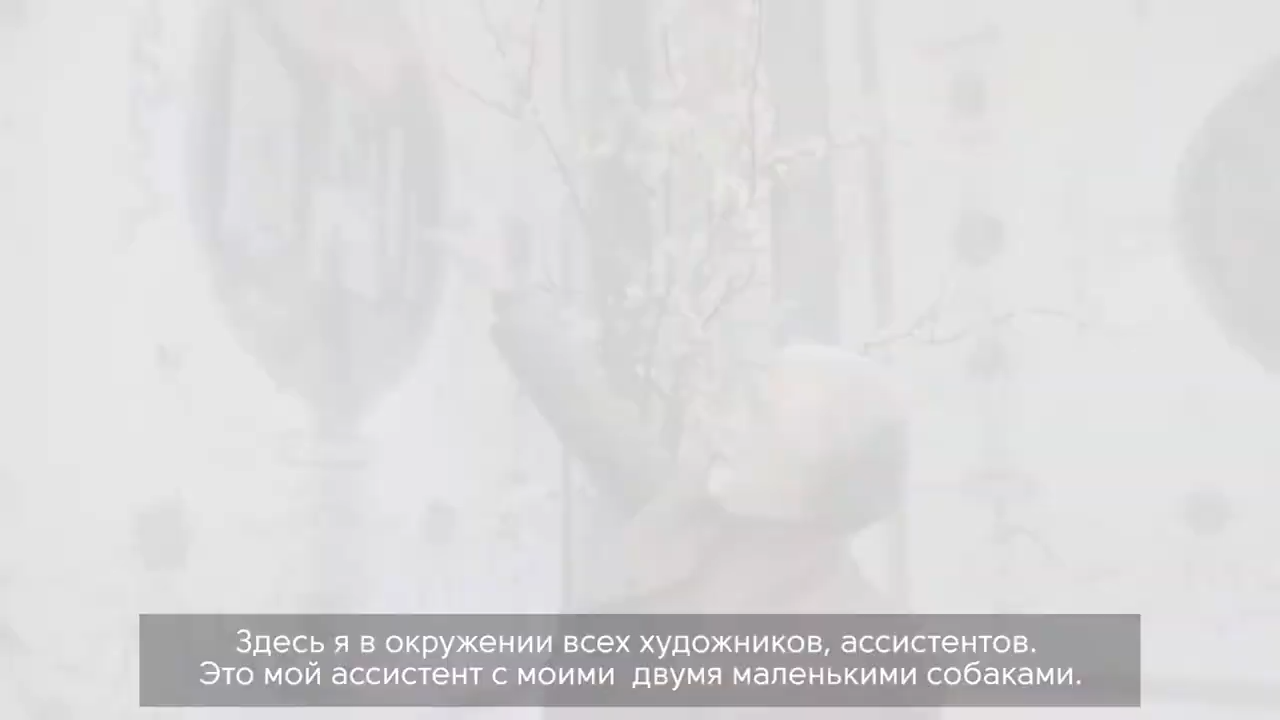 Здесь я в окружении всех художников, ассистентов.
Это мой ассистент с моими  двумя маленькими собаками.